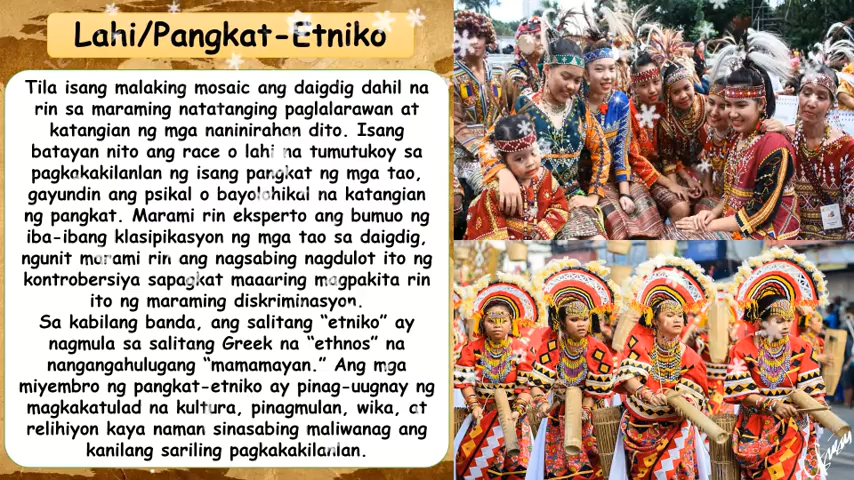 Lahi/Pangkat-Etniko
Tila isang malaking mosaic ang daigdig dahil na
rin sa maraming natatanging paglalarawan at
katangian ng mga naninirahan dito. Isang
batayan nito ang race o lahi na tumutukoy sa
pagkakakilanlan ng isang pangkat ng mga tao,
gayundin ang psikal o bayolohikal na katangian
ng pangkat. Marami rin eksperto ang bumuo ng
iba-ibang klasipikasyon ng mga tao sa daigdig,
ngunit marami rin ang nagsabing nagdulot ito ng
kontrobersiya sapagkat maaaring magpakita rin
ito ng maraming diskriminasyon.
Sa kabilang banda, ang salitang “etniko” ay
nagmula sa salitang Greek na “ethnos” na
nangangahulugang “mamamayan.” Ang mga
miyembro ng pangkat-etniko ay pinag-uugnay ng
magkakatulad na kultura, pinagmulan, wika, at
relihiyon kaya naman sinasabing maliwanag ang
kanilang sariling pagkakakilanlan.